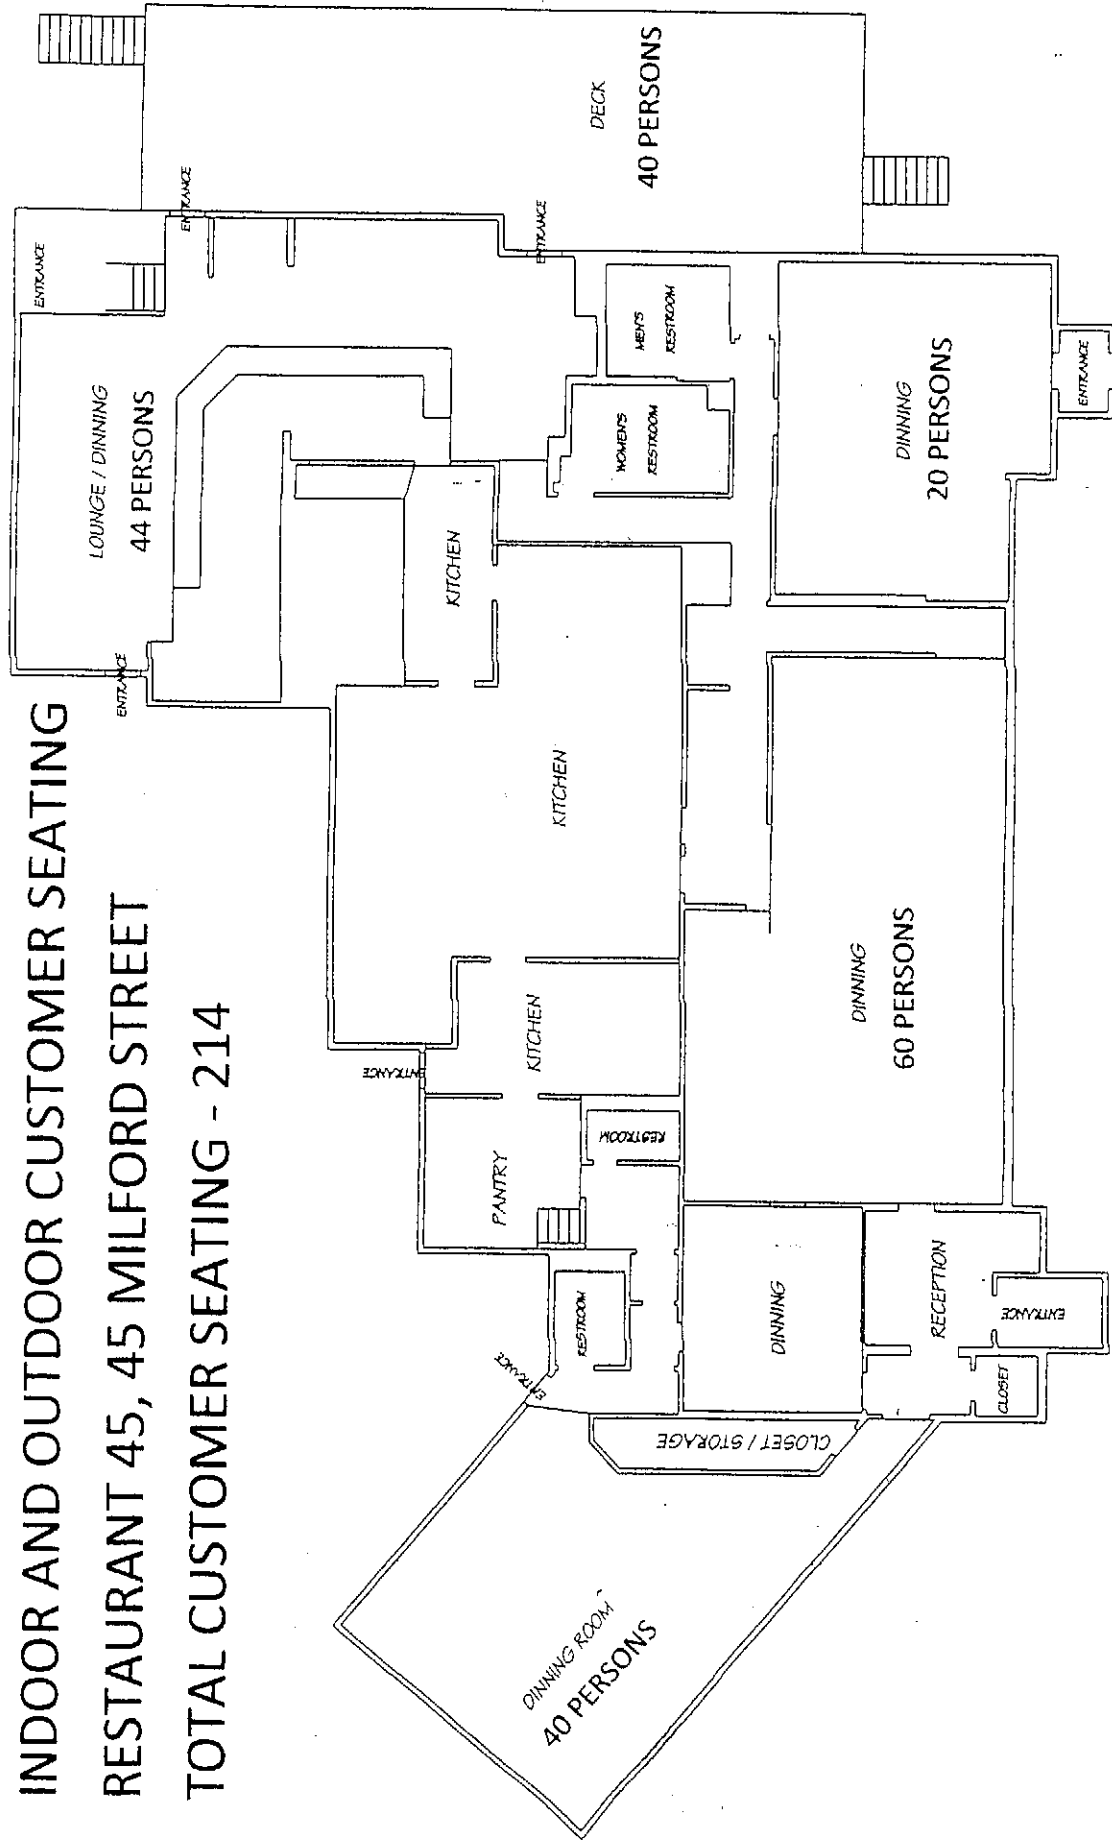 INDOOR AND OUTDOOR CUSTOMER SEATING
RESTAURANT 45, 45 MILFORD STREET
TOTAL CUSTOMER SEATING - 214
ENTRANCE
LOUNGE / DINNING
44 PERSONS
ENTRANCE
ENTRANCE
DECK
40 PERSONS
ENTRANCE
KITCHEN
MEN'S
RESTROOM
WOMEN'S
RESTROOM
KITCHEN
DINNING
20 PERSONS
ENTRANCE
ENTRANCE
KITCHEN
PANTRY
RESTROOM
DINNING
60 PERSONS
RESTROOM
ENTRANCE
DINNING
RECEPTION
ENTRANCE
CLOSET
CLOSET / STORAGE
DINNING ROOM
40 PERSONS